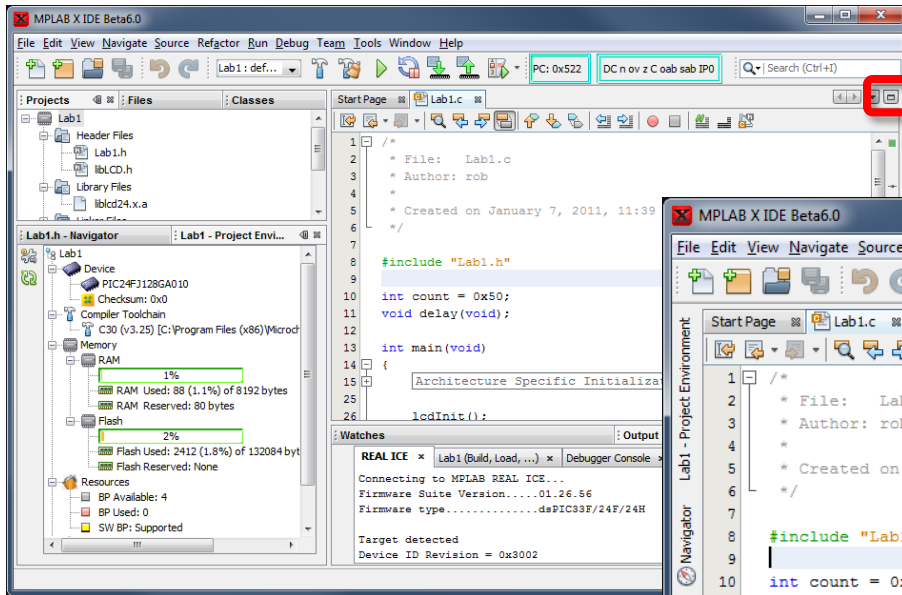 MPLAB X IDE Beta6.0
File Edit View Navigate Source Refactor Run Debug Team Tools Window Help
Lab1 : def...
PC: 0x522
DC n ov z C oab sab IP0
Search (Ctrl+I)
Projects
Files
Classes
Lab1
Header Files
Lab1.h
libLCD.h
Library Files
liblcd24.x.a
Linker Files
Lab1.h - Navigator
Lab1 - Project Envi...
Lab1
Device
PIC24FJ128GA010
Checksum: 0x0
Compiler Toolchain
C30 (v3.25) [C:\Program Files (x86)\Microch
Memory
RAM
1%
RAM Used: 88 (1.1%) of 8192 bytes
RAM Reserved: 80 bytes
Flash
2%
Flash Used: 2412 (1.8%) of 132084 byt
Flash Reserved: None
Resources
BP Available: 4
BP Used: 0
SW BP: Supported
Start Page
Lab1.c
1 /*
2 * File: Lab1.c
3 * Author: rob
4 *
5 * Created on January 7, 2011, 11:39
6 */
7
8 #include "Lab1.h"
9
10 int count = 0x50;
11 void delay(void);
12
13 int main(void)
14 {
15 Architecture Specific Initializat
25
26 lcdInit();
Watches
Output
REAL ICE ×
Lab1 (Build, Load, ...) ×
Debugger Console
Connecting to MPLAB REAL ICE...
Firmware Suite Version.....01.26.56
Firmware type..............dsPIC33F/24F/24H
Target detected
Device ID Revision = 0x3002
MPLAB X IDE Beta6.0
File Edit View Navigate Source
Lab1 - Project Environment
Navigator
Start Page
Lab1.c
1 /*
2 * File: La
3 * Author: ro
4 *
5 * Created on
6 */
7
8 #include "Lab
9
10 int count = 0